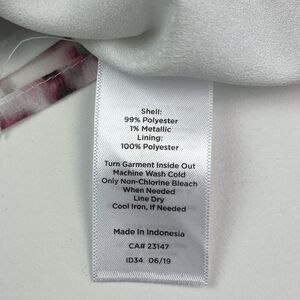 Shell:
99% Polyester
1% Metallic
Lining:
100% Polyester
Turn Garment Inside Out
Machine Wash Cold
Only Non-Chlorine Bleach
When Needed
Line Dry
Cool Iron, If Needed
Made In Indonesia
CA# 23147
ID34 06/19